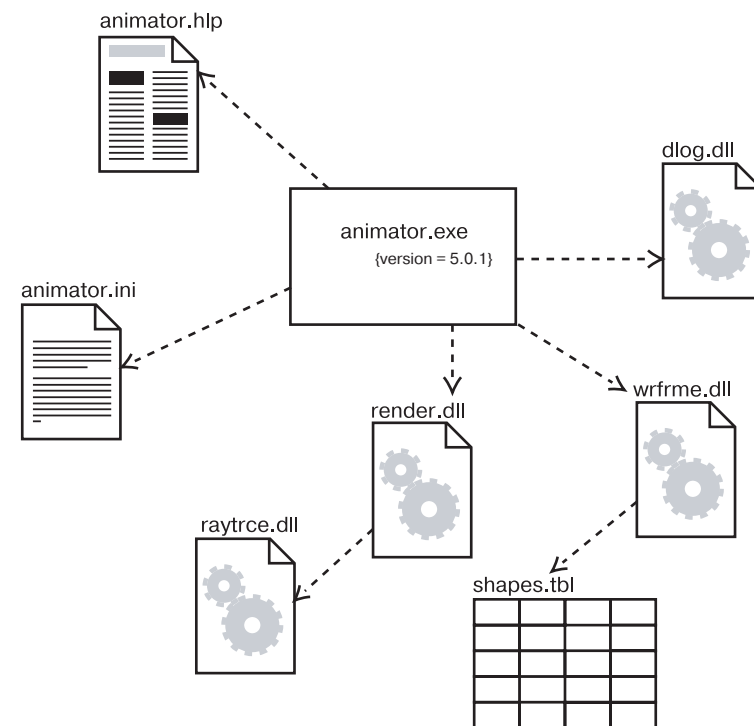 animator.hlp
dlog.dll
animator.exe
{version = 5.0.1}
animator.ini
wrfrme.dll
render.dll
raytrce.dll
shapes.tbl